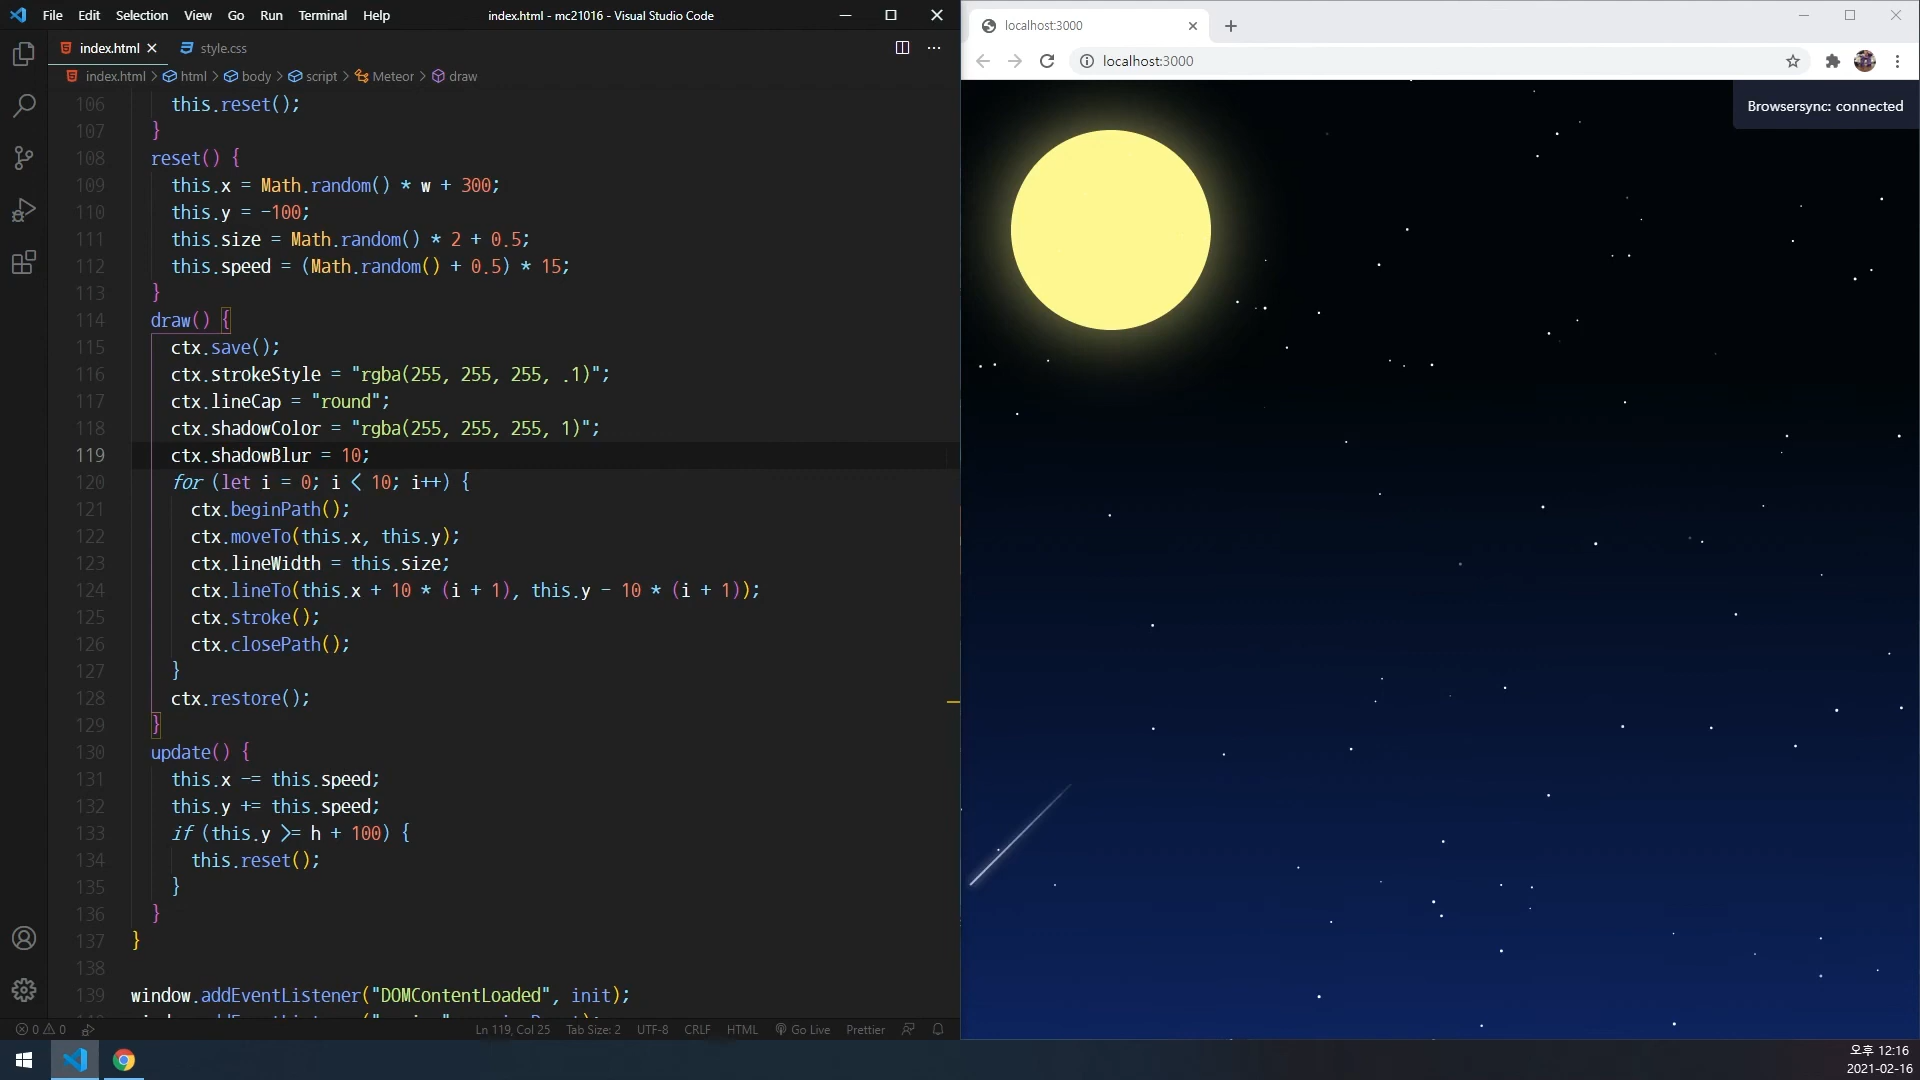 File Edit Selection View Go Run Terminal Help index.html - mc21016 - Visual Studio Code
index.html style.css
index.html > html > body > script > Meteor > draw
106 this.reset();
107 }
108 reset() {
109 this.x = Math.random() * w + 300;
110 this.y = -100;
111 this.size = Math.random() * 2 + 0.5;
112 this.speed = (Math.random() + 0.5) * 15;
113 }
114 draw() {
115 ctx.save();
116 ctx.strokeStyle = "rgba(255, 255, 255, .1)";
117 ctx.lineCap = "round";
118 ctx.shadowColor = "rgba(255, 255, 255, 1)";
119 ctx.shadowBlur = 10;
120 for (let i = 0; i < 10; i++) {
121 ctx.beginPath();
122 ctx.moveTo(this.x, this.y);
123 ctx.lineWidth = this.size;
124 ctx.lineTo(this.x + 10 * (i + 1), this.y - 10 * (i + 1));
125 ctx.stroke();
126 ctx.closePath();
127 }
128 ctx.restore();
129 }
130 update() {
131 this.x -= this.speed;
132 this.y += this.speed;
133 if (this.y >= h + 100) {
134 this.reset();
135 }
136 }
137 }
138
139 window.addEventListener("DOMContentLoaded", init);
0 0 Ln 119, Col 25 Tab Size: 2 UTF-8 CRLF HTML Go Live Prettier
localhost:3000
localhost:3000
Browsersync: connected
오후 12:16
2021-02-16